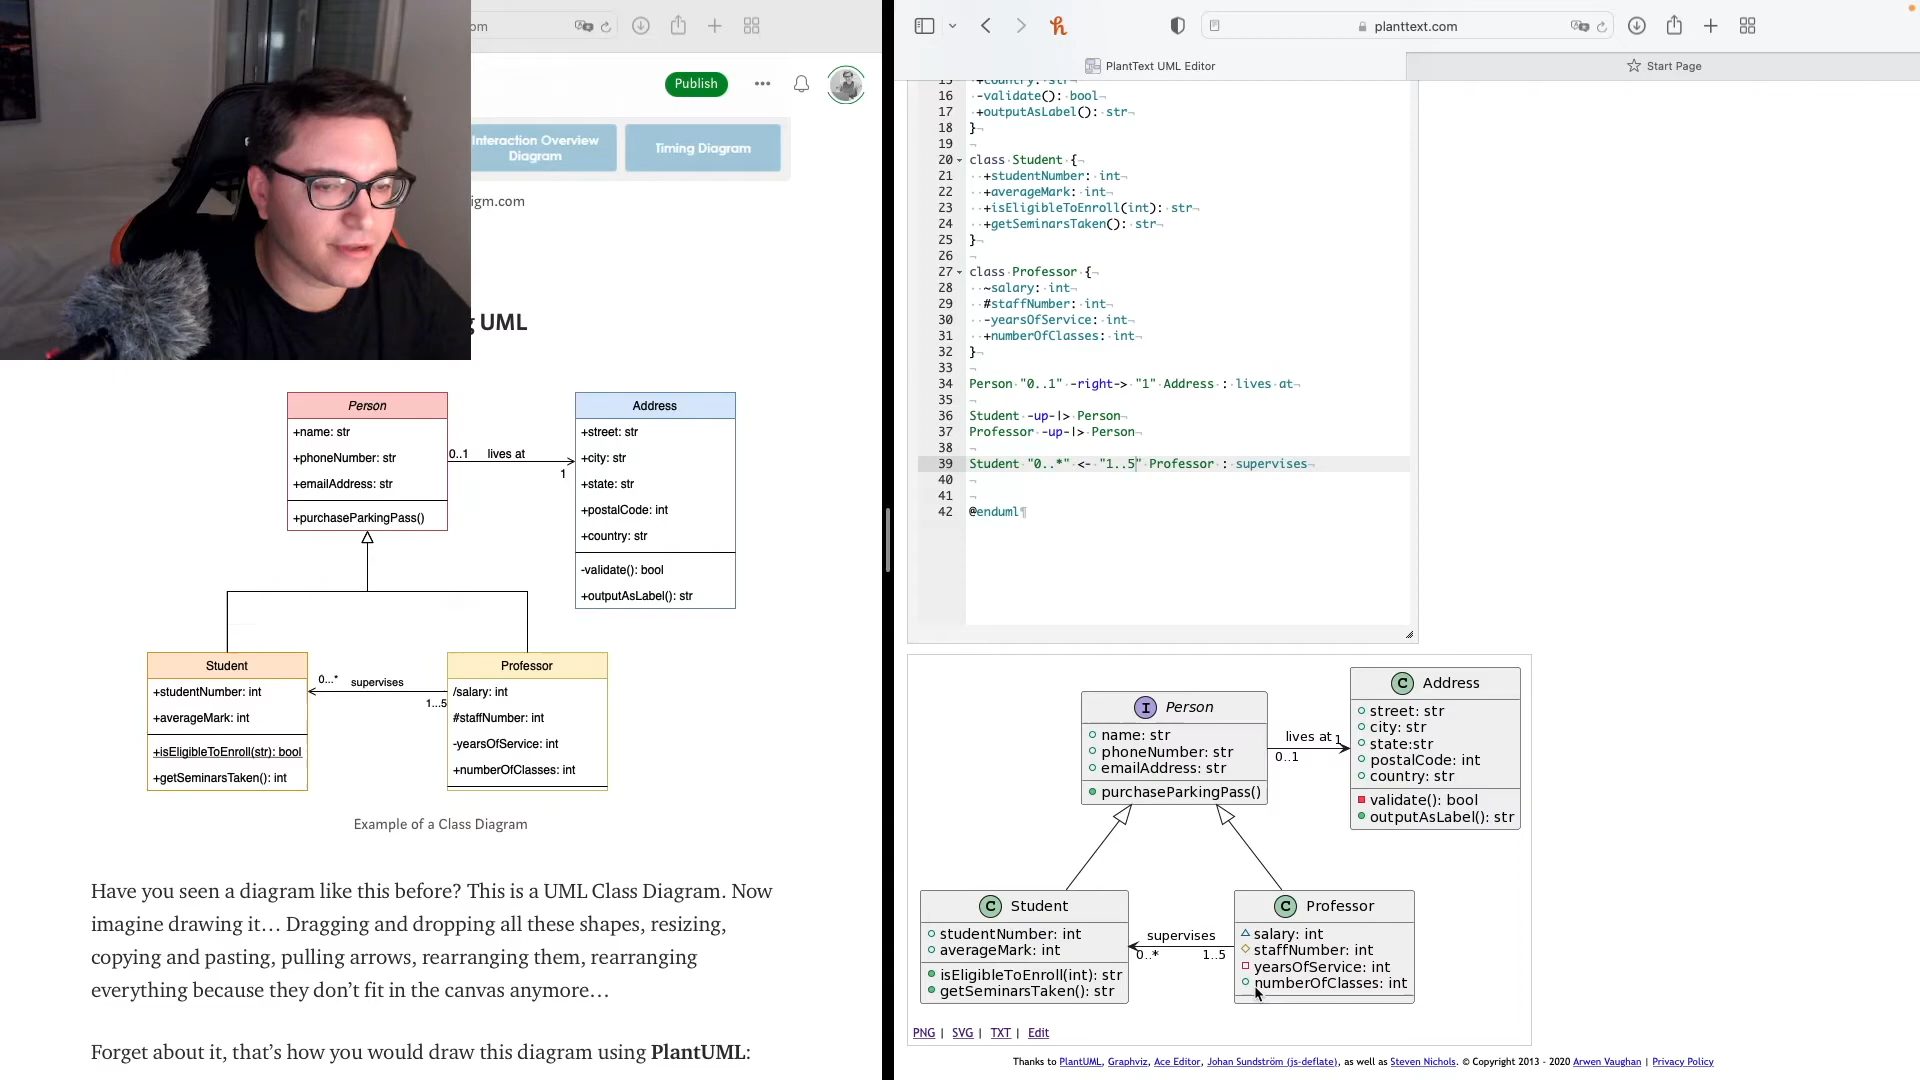 om
Publish
Interaction Overview
Diagram
Timing Diagram
igm.com
g UML
Person
+name: str
+phoneNumber: str
+emailAddress: str
+purchaseParkingPass()
0..1 lives at
1
Address
+street: str
+city: str
+state: str
+postalCode: int
+country: str
-validate(): bool
+outputAsLabel(): str
Student
+studentNumber: int
+averageMark: int
+isEligibleToEnroll(str): bool
+getSeminarsTaken(): int
0...* supervises
1...5
Professor
/salary: int
#staffNumber: int
-yearsOfService: int
+numberOfClasses: int
Example of a Class Diagram
Have you seen a diagram like this before? This is a UML Class Diagram. Now
imagine drawing it… Dragging and dropping all these shapes, resizing,
copying and pasting, pulling arrows, rearranging them, rearranging
everything because they don’t fit in the canvas anymore…
Forget about it, that’s how you would draw this diagram using PlantUML:
planttext.com
PlantText UML Editor
Start Page
15 +country: str
16 -validate(): bool
17 +outputAsLabel(): str
18 }
19
20 class Student {
21 +studentNumber: int
22 +averageMark: int
23 +isEligibleToEnroll(int): str
24 +getSeminarsTaken(): str
25 }
26
27 class Professor {
28 ~salary: int
29 #staffNumber: int
30 -yearsOfService: int
31 +numberOfClasses: int
32 }
33
34 Person "0..1" -right-> "1" Address : lives at
35
36 Student -up-|> Person
37 Professor -up-|> Person
38
39 Student "0..*" <- "1..5" Professor : supervises
40
41
42 @enduml
I Person
name: str
phoneNumber: str
emailAddress: str
purchaseParkingPass()
lives at 1
0..1
C Address
street: str
city: str
state:str
postalCode: int
country: str
validate(): bool
outputAsLabel(): str
C Student
studentNumber: int
averageMark: int
isEligibleToEnroll(int): str
getSeminarsTaken(): str
supervises
0..* 1..5
C Professor
salary: int
staffNumber: int
yearsOfService: int
numberOfClasses: int
PNG | SVG | TXT | Edit
Thanks to PlantUML, Graphviz, Ace Editor, Johan Sundström (js-deflate), as well as Steven Nichols. © Copyright 2013 - 2020 Arwen Vaughan | Privacy Policy